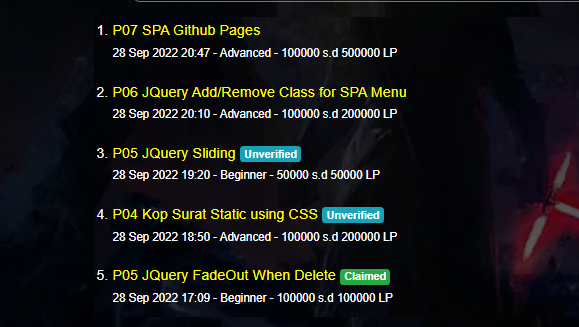 1. P07 SPA Github Pages
28 Sep 2022 20:47 - Advanced - 100000 s.d 500000 LP
2. P06 JQuery Add/Remove Class for SPA Menu
28 Sep 2022 20:10 - Advanced - 100000 s.d 200000 LP
3. P05 JQuery Sliding Unverified
28 Sep 2022 19:20 - Beginner - 50000 s.d 50000 LP
4. P04 Kop Surat Static using CSS Unverified
28 Sep 2022 18:50 - Advanced - 100000 s.d 200000 LP
5. P05 JQuery FadeOut When Delete Claimed
28 Sep 2022 17:09 - Beginner - 100000 s.d 100000 LP